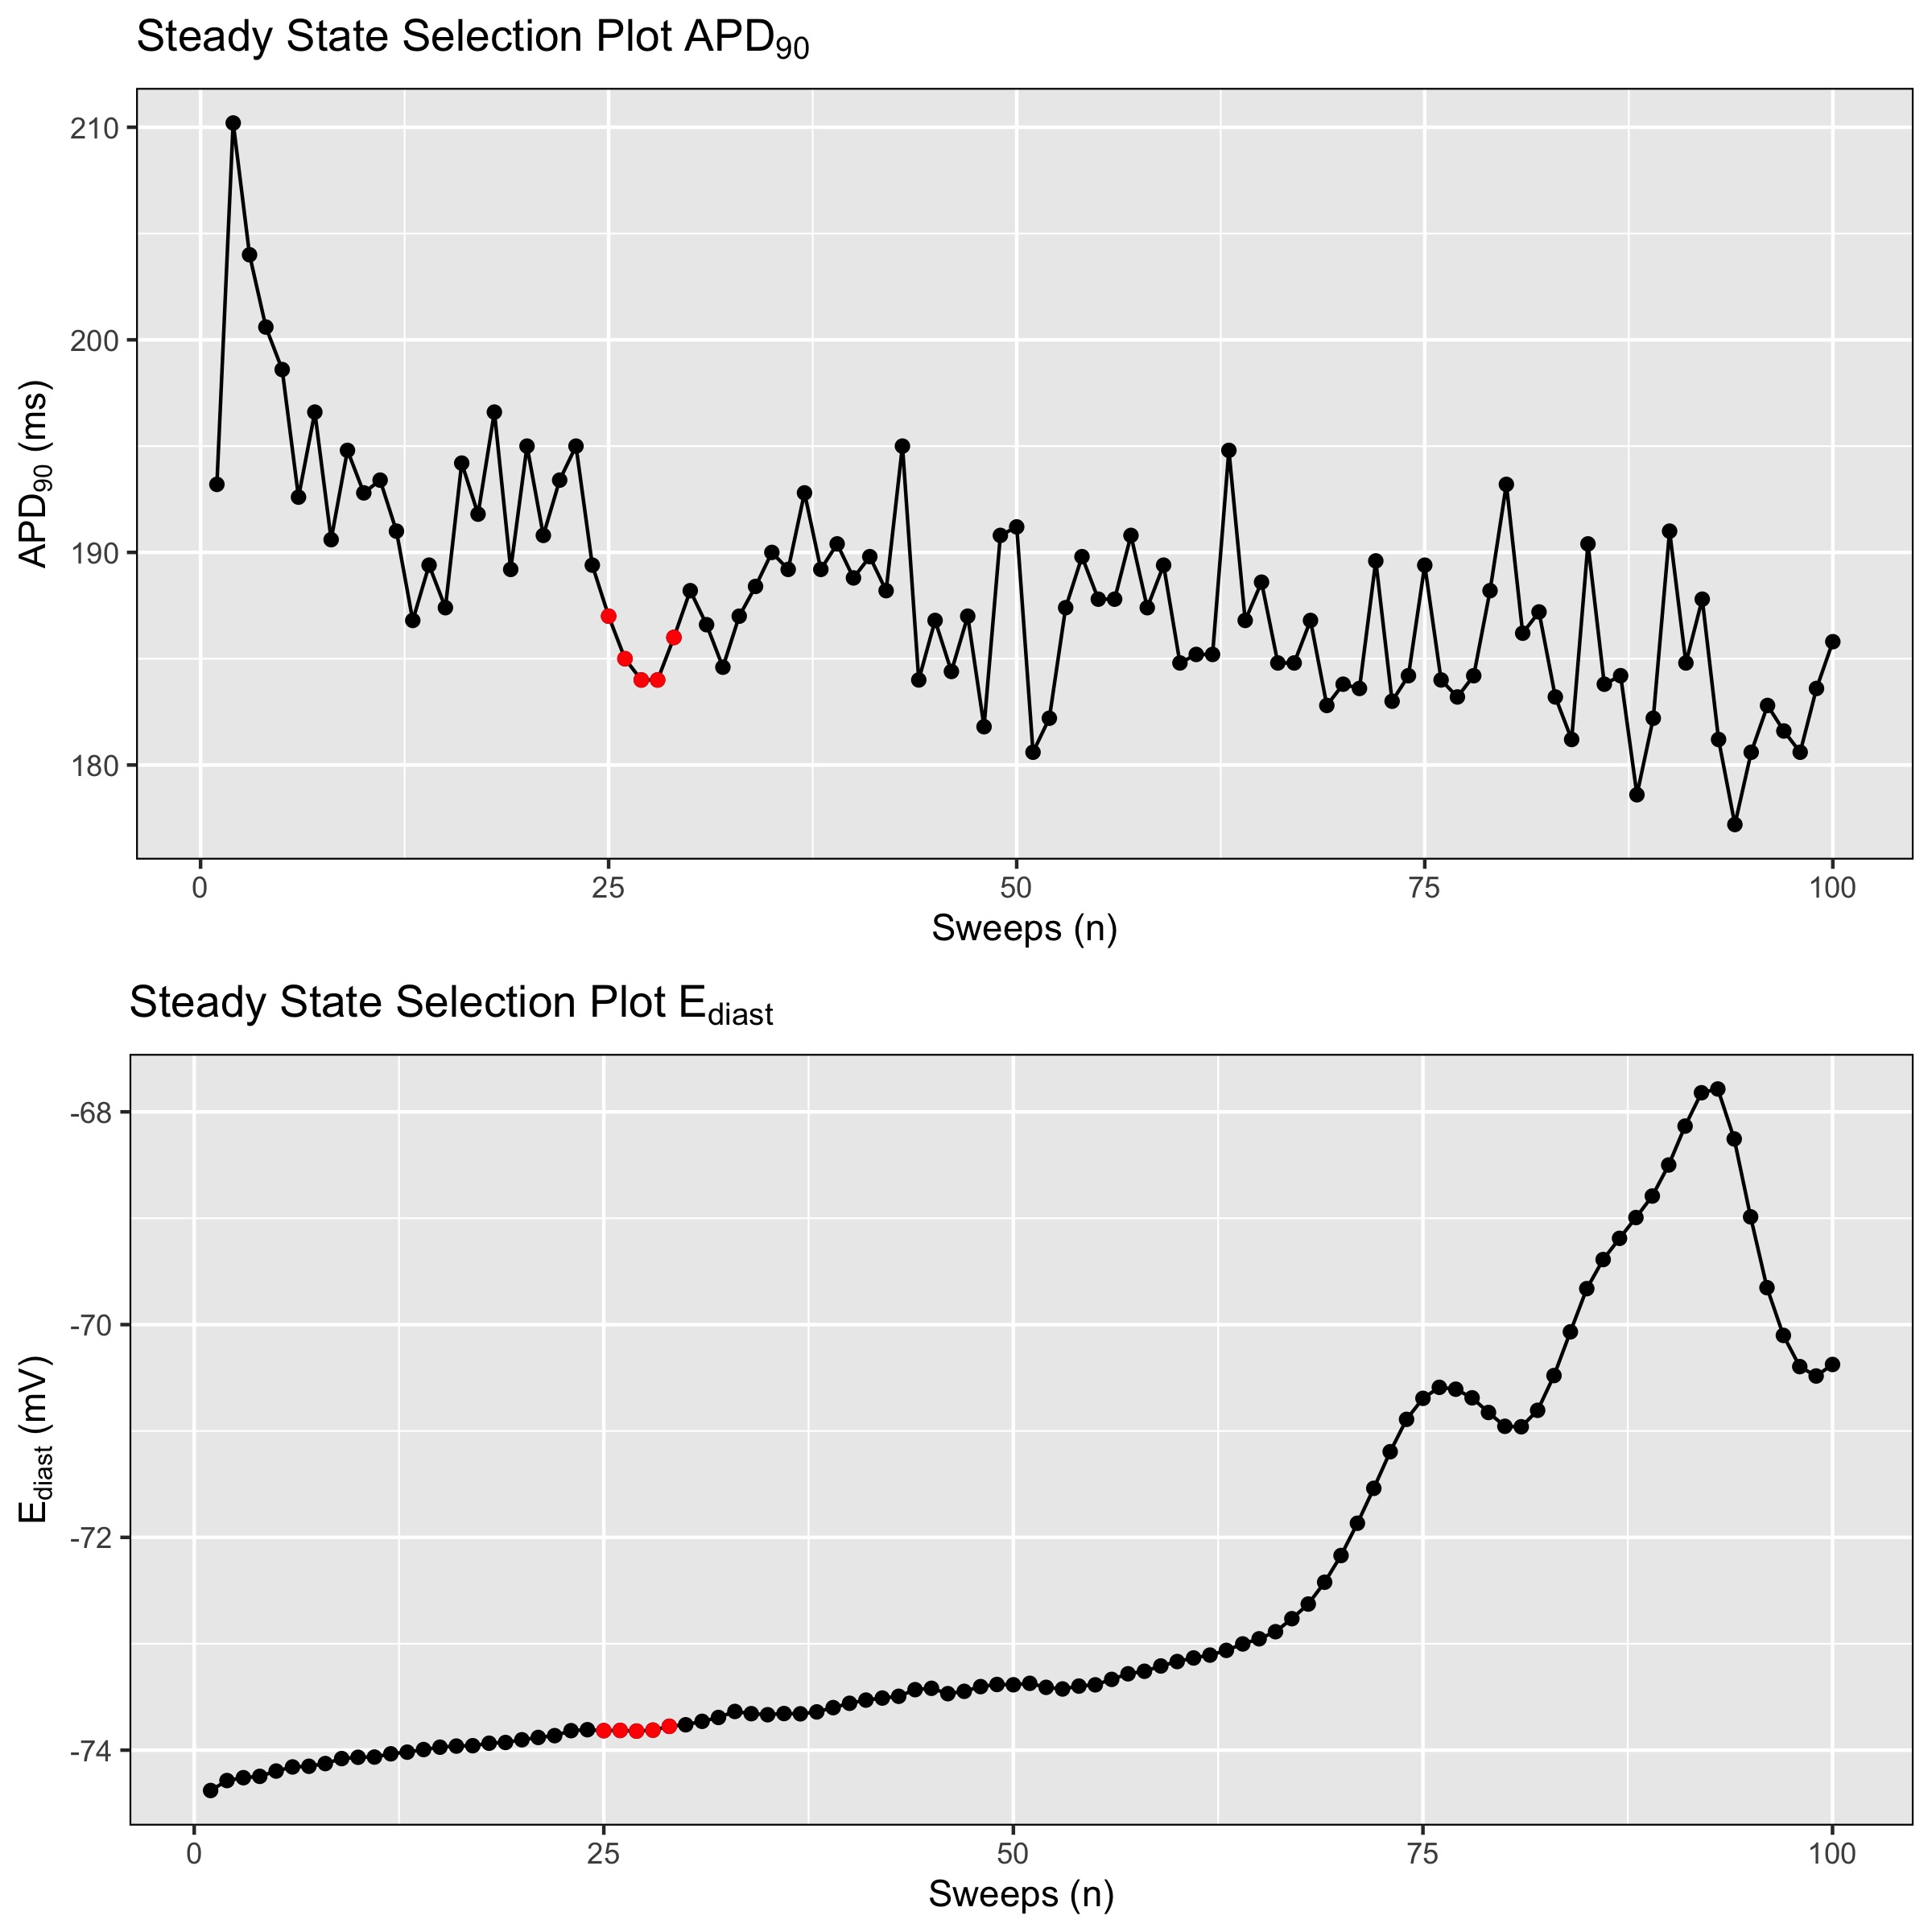 Steady State Selection Plot APD90
210
200
190
180
APD90 (ms)
0 25 50 75 100
Sweeps (n)
Steady State Selection Plot Ediast
-68
-70
-72
-74
Ediast (mV)
0 25 50 75 100
Sweeps (n)